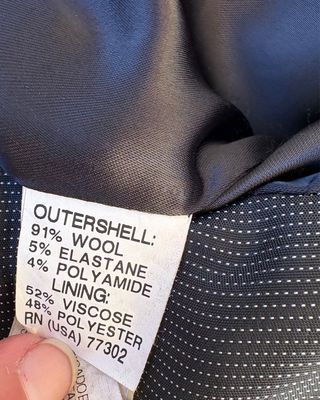 OUTERSHELL:
91% WOOL
5% ELASTANE
4% POLYAMIDE
LINING:
52% VISCOSE
48% POLYESTER
RN (USA) 77302